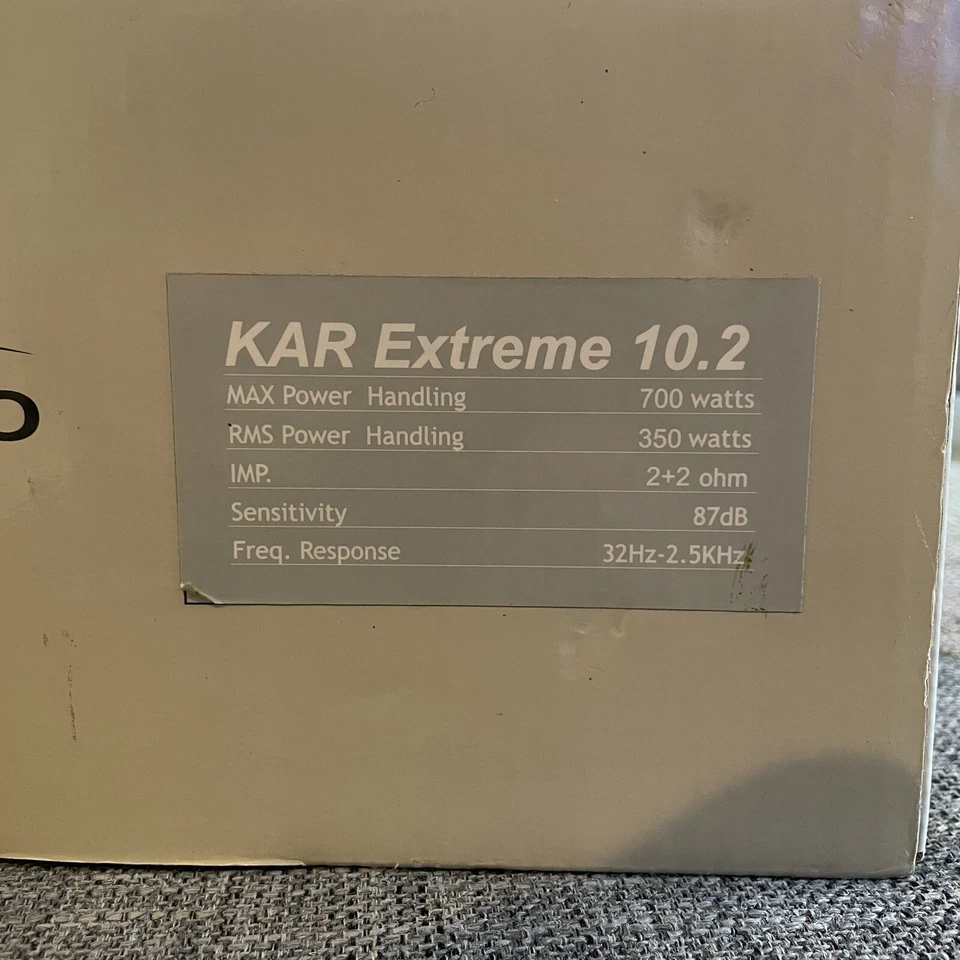 KAR Extreme 10.2
MAX Power Handling 700 watts
RMS Power Handling 350 watts
IMP. 2+2 ohm
Sensitivity 87dB
Freq. Response 32Hz-2.5KHz
O